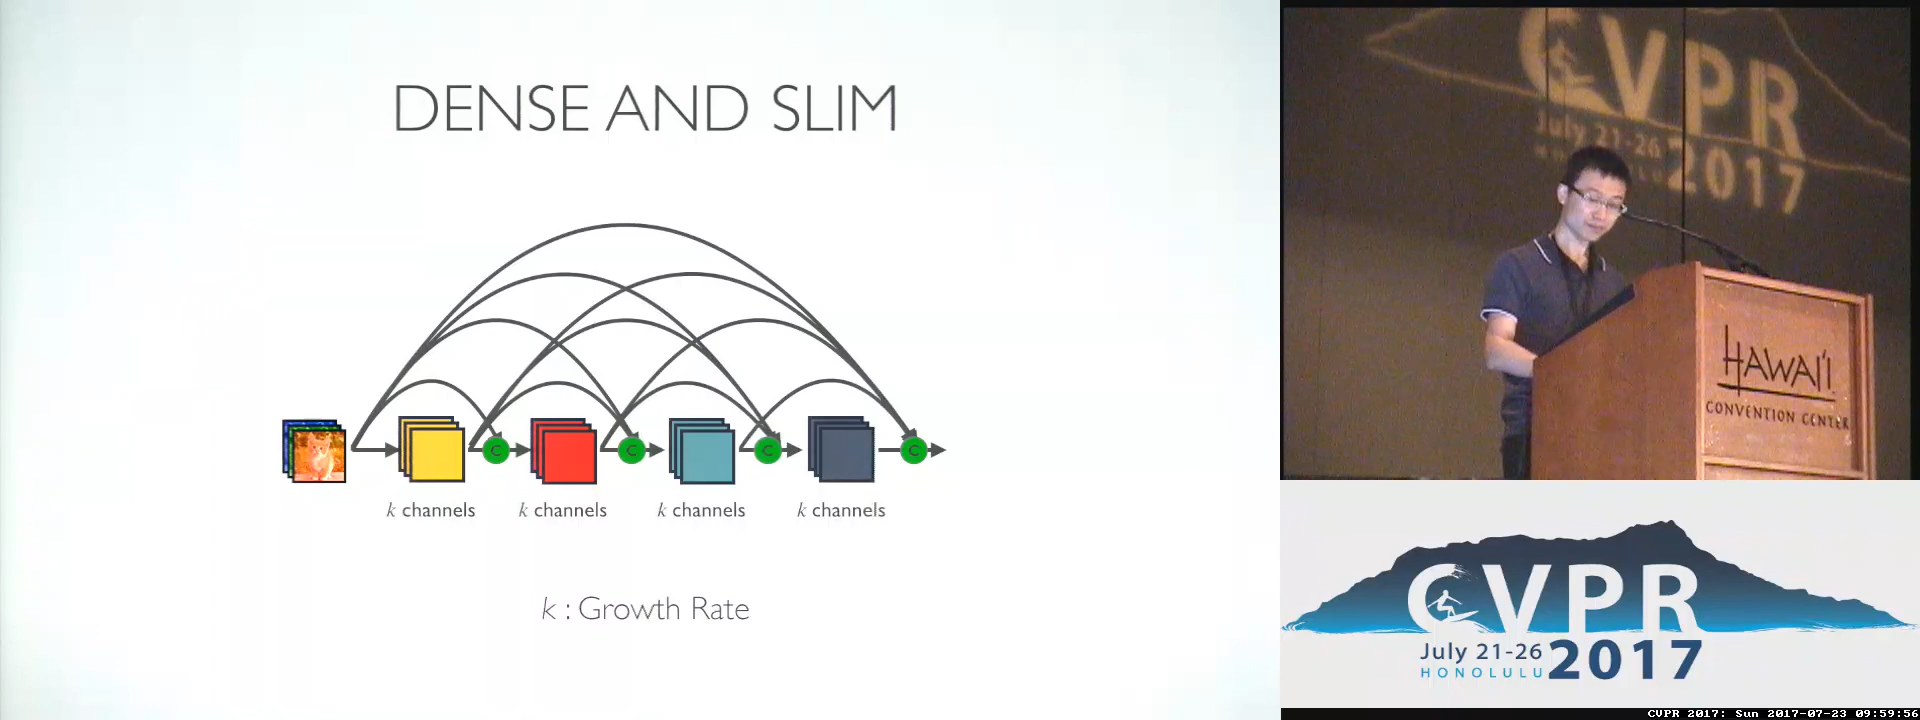 DENSE AND SLIM
C C C C
k channels k channels k channels k channels
k : Growth Rate
CVPR
July 21-26
2017
HAWAI'I
CONVENTION CENTER
CVPR
July 21-26 2017
HONOLULU
CVPR 2017: Sun 2017-07-23 09:59:56